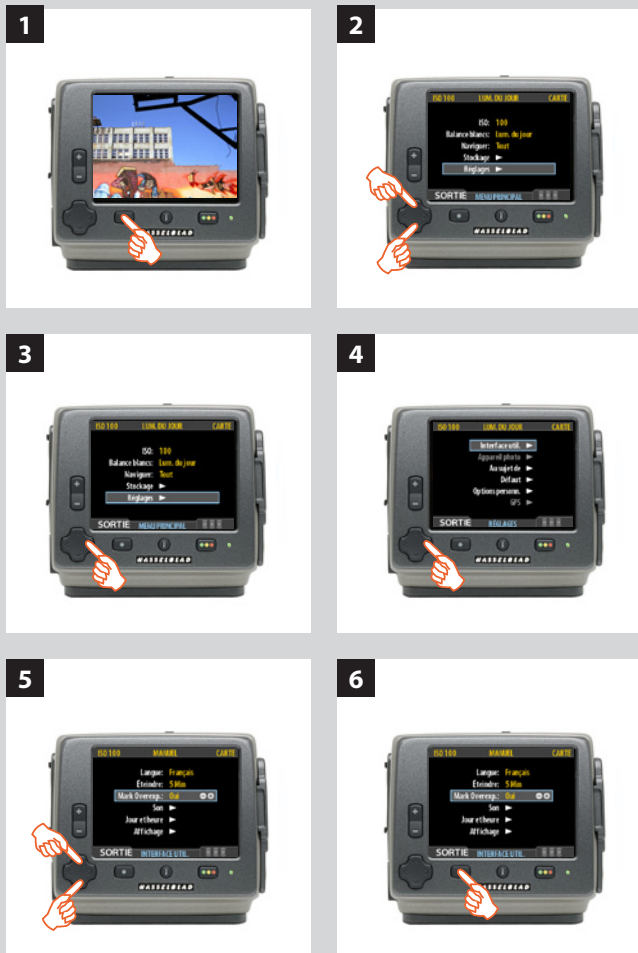 1
HASSELBLAD
2
ISO 100 LUM. DU JOUR CARTE
ISO: 100
Balance blancs: Lum. du jour
Naviguer: Tout
Stockage
Réglages
SORTIE MENU PRINCIPAL
HASSELBLAD
3
ISO 100 LUM. DU JOUR CARTE
ISO: 100
Balance blancs: Lum. du jour
Naviguer: Tout
Stockage
Réglages
SORTIE MENU PRINCIPAL
HASSELBLAD
4
ISO 100 LUM. DU JOUR CARTE
Interface util.
Appareil photo
Au sujet de
Défaut
Options personn.
GPS
SORTIE RÉGLAGES
HASSELBLAD
5
ISO 100 MANUEL CARTE
Langue: Français
Éteindre: 5 Min
Mark Overexp.: Oui
Son
Jour et heure
Affichage
SORTIE INTERFACE UTIL.
HASSELBLAD
6
ISO 100 MANUEL CARTE
Langue: Français
Éteindre: 5 Min
Mark Overexp.: Oui
Son
Jour et heure
Affichage
SORTIE INTERFACE UTIL.
HASSELBLAD